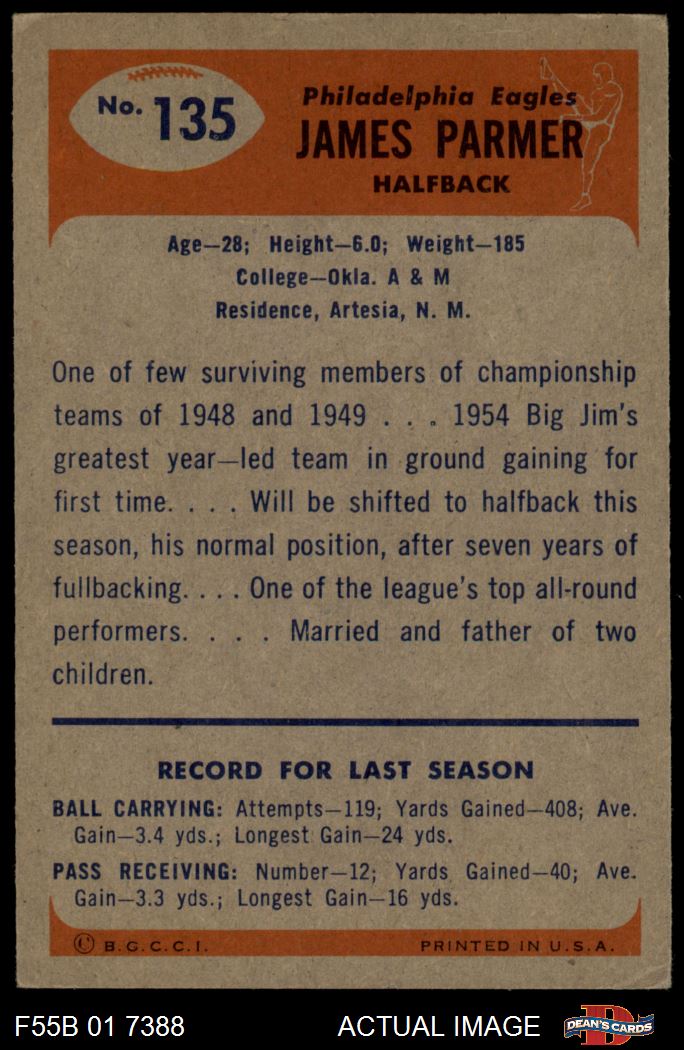 No. 135
Philadelphia Eagles
JAMES PARMER
HALFBACK
Age—28; Height—6.0; Weight—185
College—Okla. A & M
Residence, Artesia, N. M.
One of few surviving members of championship
teams of 1948 and 1949 . . . 1954 Big Jim's
greatest year—led team in ground gaining for
first time. . . . Will be shifted to halfback this
season, his normal position, after seven years of
fullbacking. . . . One of the league's top all-round
performers. . . . Married and father of two
children.
RECORD FOR LAST SEASON
BALL CARRYING: Attempts—119; Yards Gained—408; Ave.
Gain—3.4 yds.; Longest Gain—24 yds.
PASS RECEIVING: Number—12; Yards Gained—40; Ave.
Gain—3.3 yds.; Longest Gain—16 yds.
© B.G.C.C.I. PRINTED IN U.S.A.
F55B 01 7388 ACTUAL IMAGE D DEAN'S CARDS